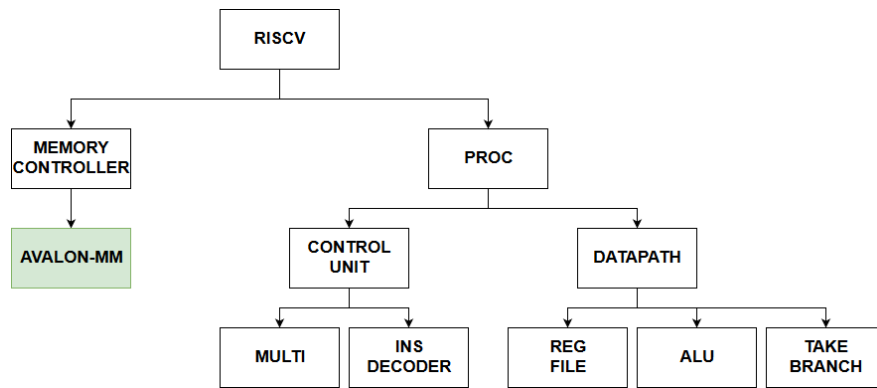 RISCV
MEMORY
CONTROLLER
PROC
AVALON-MM
CONTROL
UNIT
DATAPATH
MULTI
INS
DECODER
REG
FILE
ALU
TAKE
BRANCH